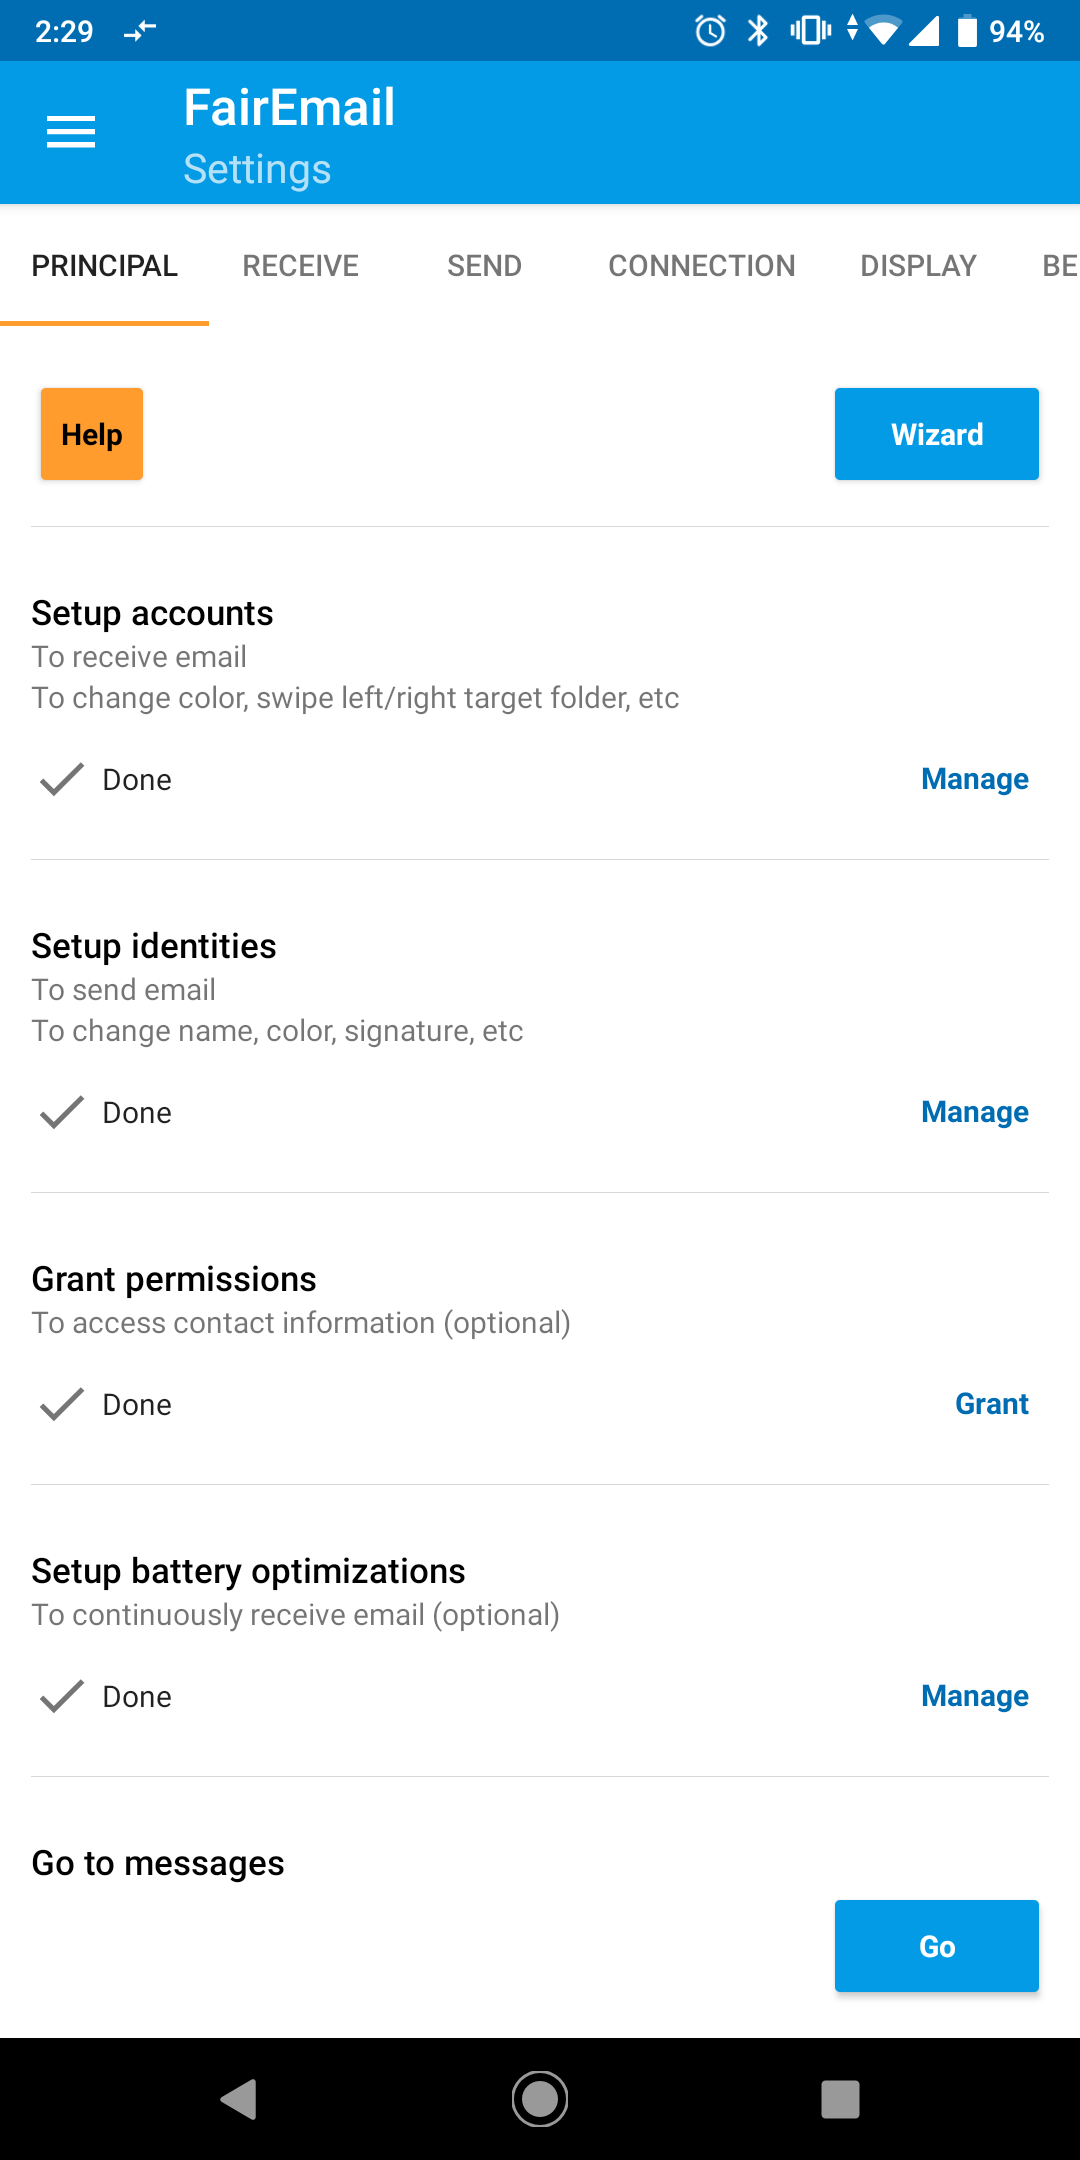 2:29
94%
FairEmail
Settings
PRINCIPAL RECEIVE SEND CONNECTION DISPLAY BE
Help
Wizard
Setup accounts
To receive email
To change color, swipe left/right target folder, etc
Done
Manage
Setup identities
To send email
To change name, color, signature, etc
Done
Manage
Grant permissions
To access contact information (optional)
Done
Grant
Setup battery optimizations
To continuously receive email (optional)
Done
Manage
Go to messages
Go